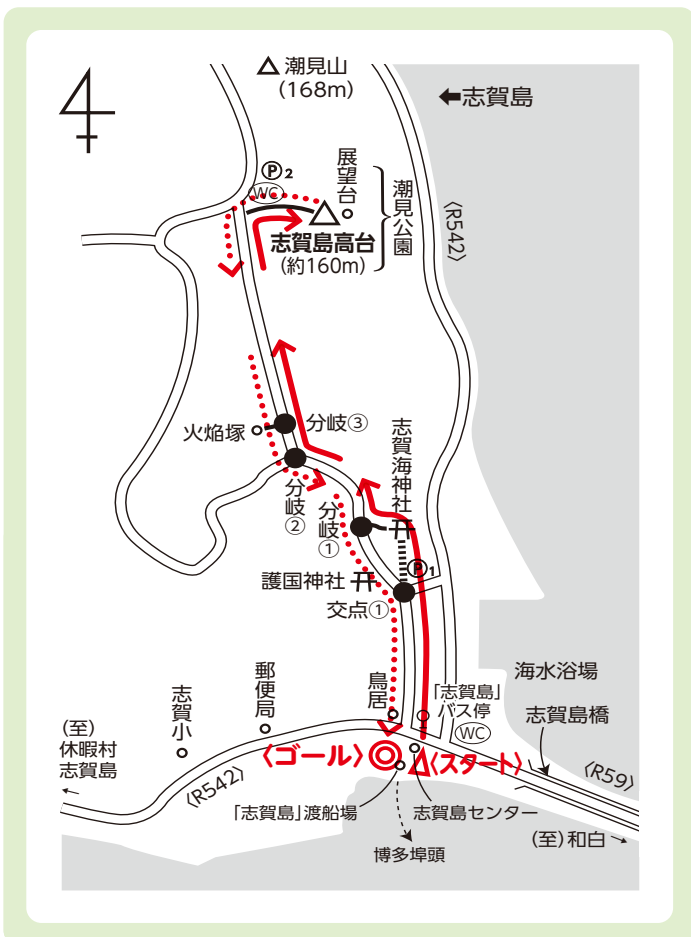 潮見山
(168m)
志賀島
P2
WC
展望台
潮見公園
志賀島高台
(約160m)
〈R542〉
分岐③
火焔塚
志賀海神社
分岐②
分岐①
P1
護国神社
交点①
海水浴場
鳥居
「志賀島」
バス停
WC
志賀島橋
郵便局
志賀小
(至)
休暇村
志賀島
〈ゴール〉
〈スタート〉
〈R59〉
〈R542〉
「志賀島」渡船場
志賀島センター
(至)和白
博多埠頭